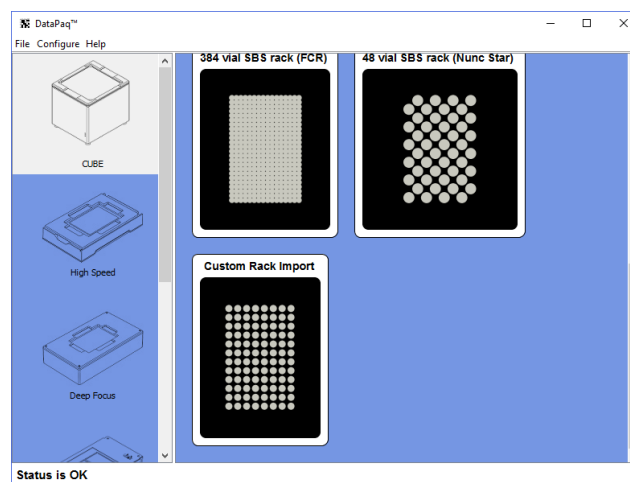 DataPaq™
File Configure Help
384 vial SBS rack (FCR)
48 vial SBS rack (Nunc Star)
CUBE
High Speed
Custom Rack Import
Deep Focus
Status is OK